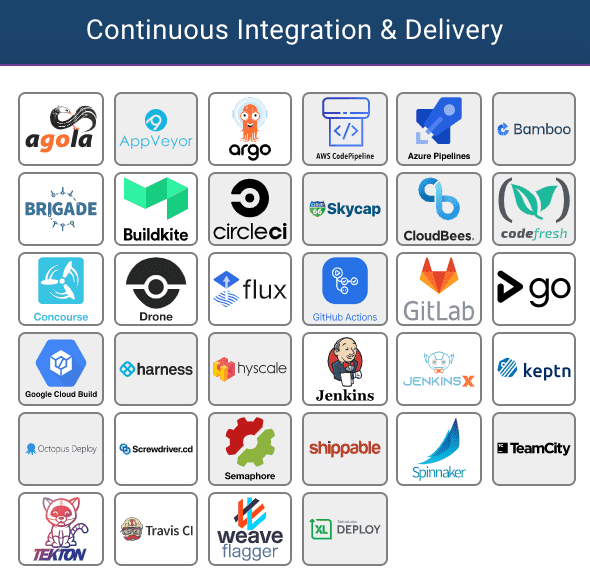 Continuous Integration & Delivery
agola
AppVeyor
argo
AWS CodePipeline
Azure Pipelines
Bamboo
BRIGADE
Buildkite
circleci
66
Skycap
CloudBees.
codefresh
Concourse
Drone
flux
GitHub Actions
GitLab
go
Google Cloud Build
harness
hyscale
Jenkins
JENKINS X
keptn
Octopus Deploy
Screwdriver.cd
Semaphore
shippable
Spinnaker
TeamCity
TEKTON
Travis CI
weave
flagger
XL
DEPLOY